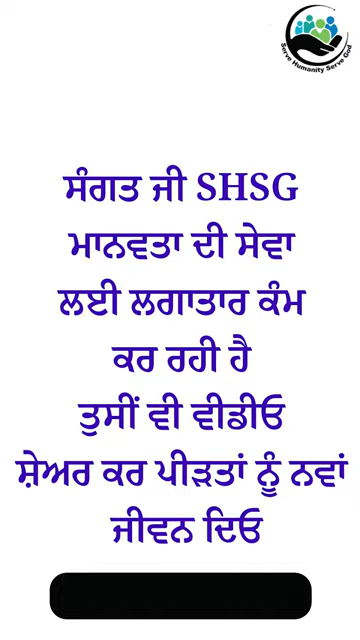 Serve Humanity Serve God
ਸੰਗਤ ਜੀ SHSG
ਮਾਨਵਤਾ ਦੀ ਸੇਵਾ
ਲਈ ਲਗਾਤਾਰ ਕੰਮ
ਕਰ ਰਹੀ ਹੈ
ਤੁਸੀਂ ਵੀ ਵੀਡੀਓ
ਸ਼ੇਅਰ ਕਰ ਪੀੜਤਾਂ ਨੂੰ ਨਵਾਂ
ਜੀਵਨ ਦਿਓ